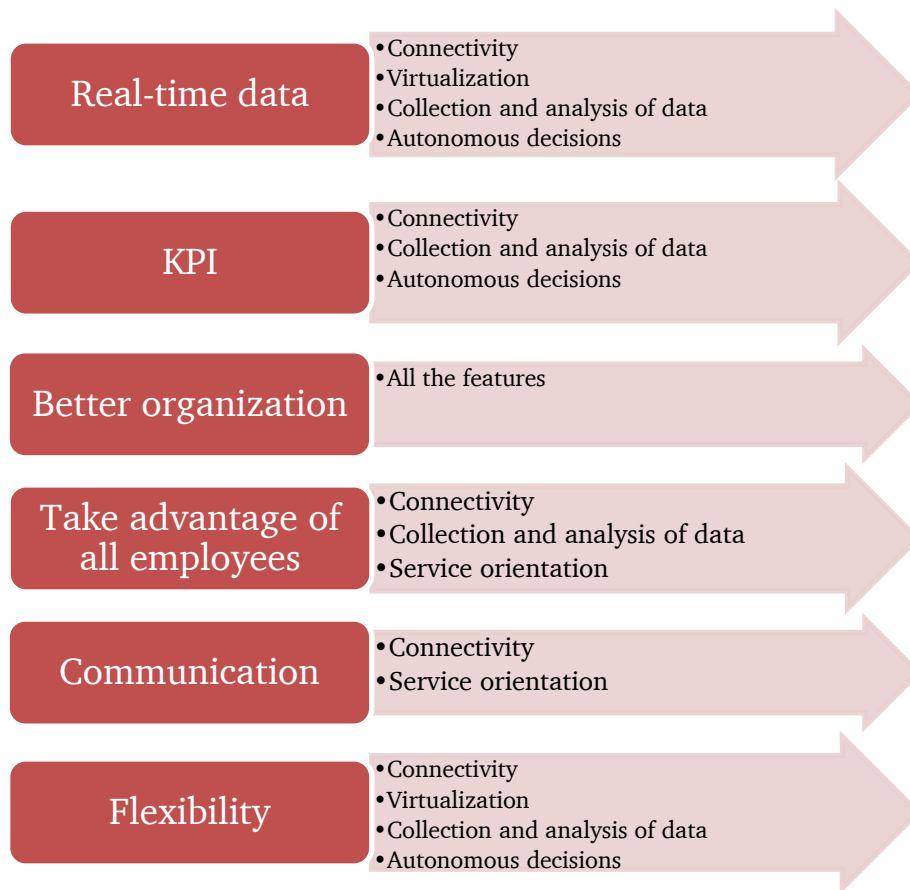 Real-time data
•Connectivity
•Virtualization
•Collection and analysis of data
•Autonomous decisions
KPI
•Connectivity
•Collection and analysis of data
•Autonomous decisions
Better organization
•All the features
Take advantage of
all employees
•Connectivity
•Collection and analysis of data
•Service orientation
Communication
•Connectivity
•Service orientation
Flexibility
•Connectivity
•Virtualization
•Collection and analysis of data
•Autonomous decisions